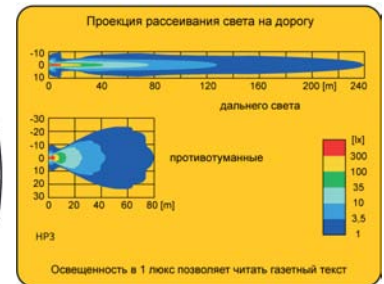 Проекция рассеивания света на дорогу
-10
0
10
0 40 80 120 160 200 [m] 240
дальнего света
-30
-20
-10
0
10
20
30
0 20 40 60 80 [m]
противотуманные
[lx]
300
100
35
10
3,5
1
HP3
Освещенность в 1 люкс позволяет читать газетный текст